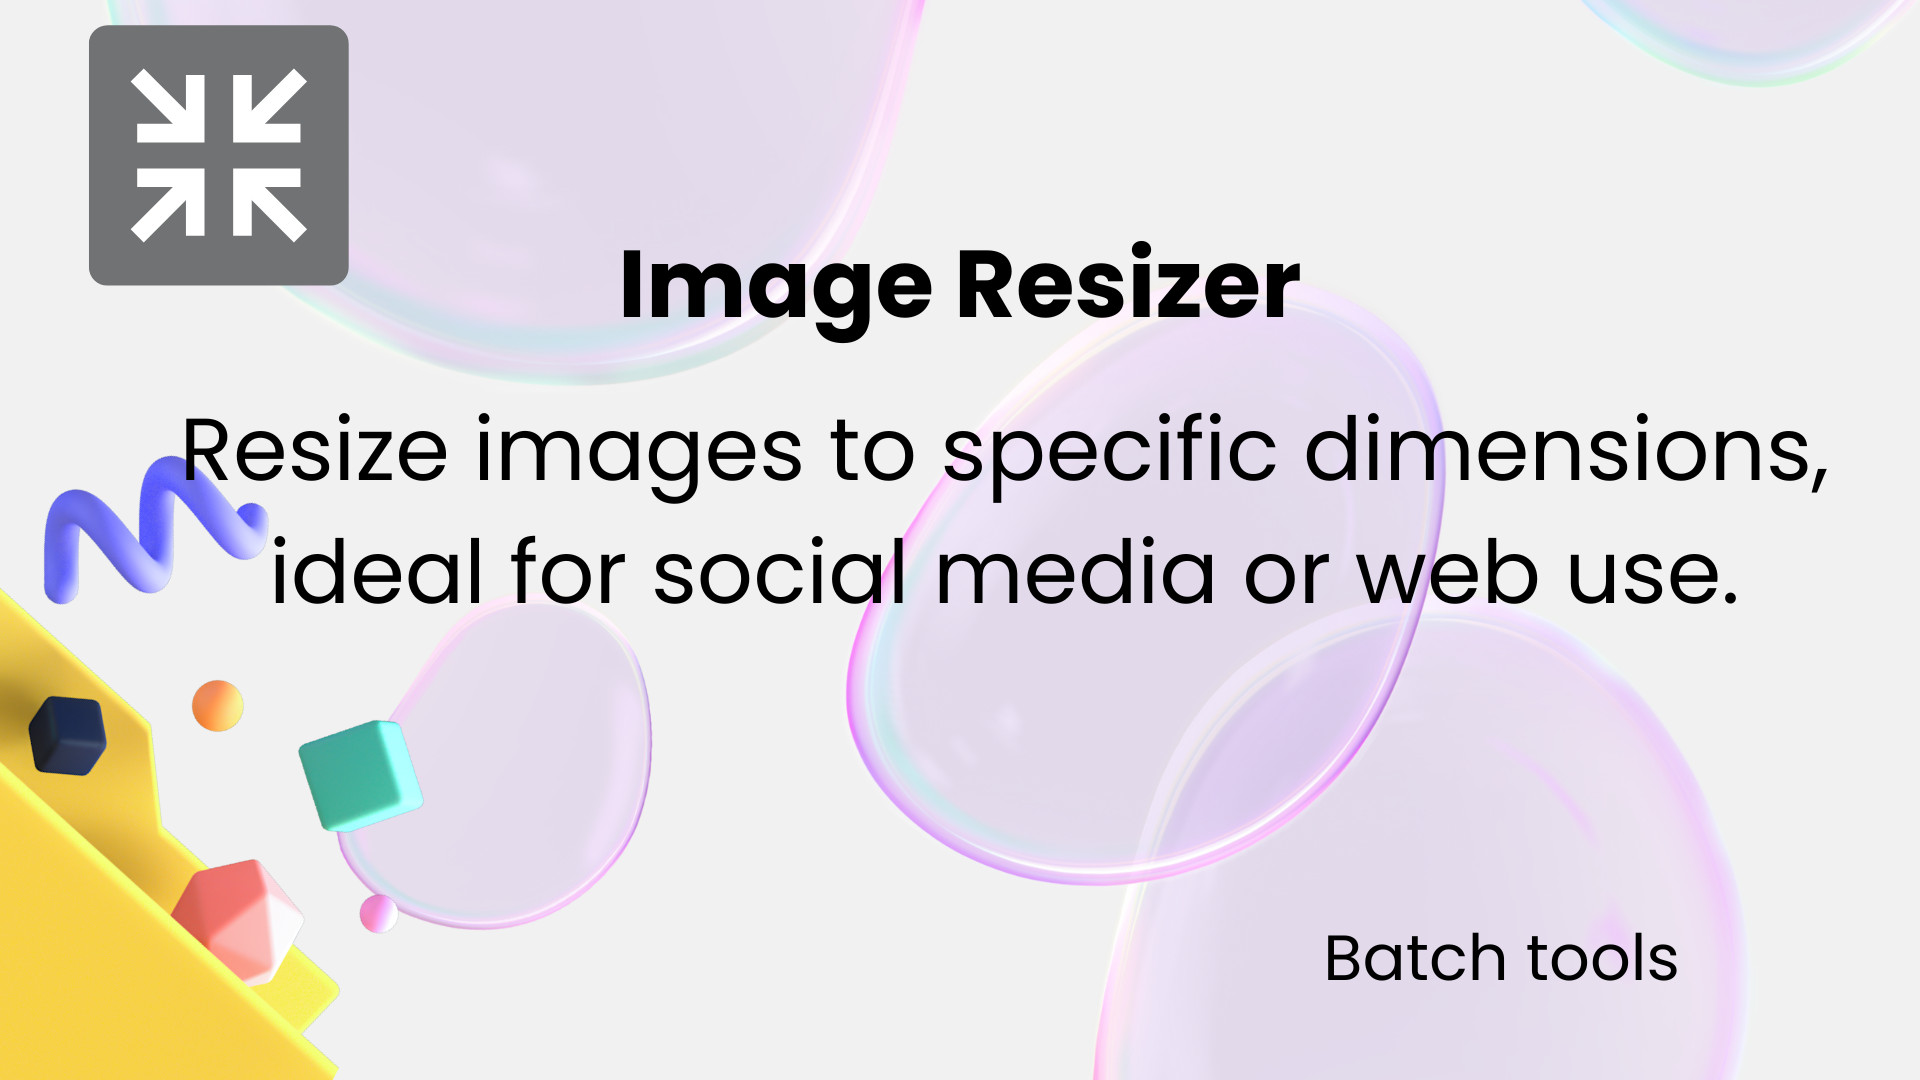 Image Resizer
Resize images to specific dimensions,
ideal for social media or web use.
Batch tools